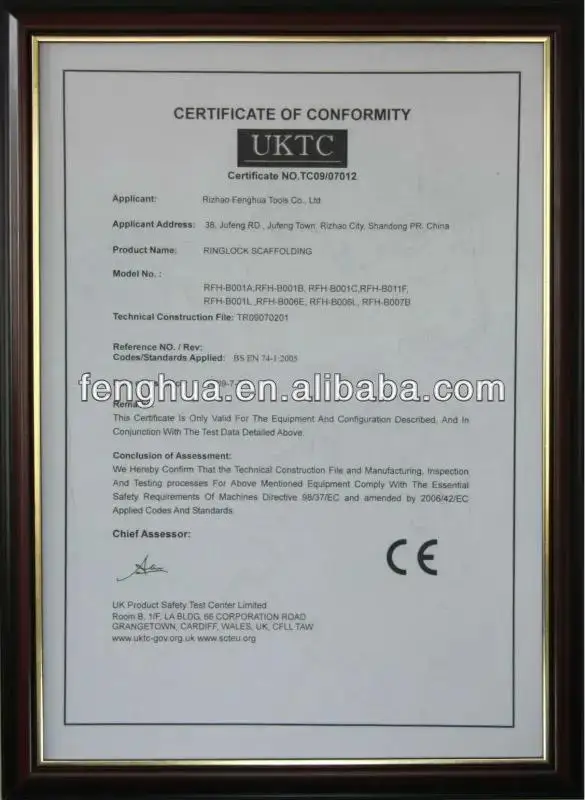 CERTIFICATE OF CONFORMITY
UKTC
Certificate NO.TC09/07012
Applicant: Rizhao Fenghua Tools Co., Ltd
Applicant Address: 38, Jufeng RD , Jufeng Town, Rizhao City, Shandong PR. China
Product Name: RINGLOCK SCAFFOLDING
Model No. :
RFH-B001A,RFH-B001B, RFH-B001C,RFH-B011F,
RFH-B001L ,RFH-B006E, RFH-B006L, RFH-B007B
Technical Construction File: TR09070201
Reference NO. / Rev:
Codes/Standards Applied: BS EN 74-1:2005
fenghua.en.alibaba.com
This Certificate Is Only Valid For The Equipment And Configuration Described, And In
Conjunction With The Test Data Detailed Above.
Conclusion of Assessment:
We Hereby Confirm That the Technical Construction File and Manufacturing, Inspection
And Testing processes For Above Mentioned Equipment Comply With The Essential
Safety Requirements Of Machines Directive 98/37/EC and amended by 2006/42/EC
Applied Codes And Standards.
Chief Assessor:
CE
UK Product Safety Test Center Limited
Room B, 1/F, LA BLDG, 66 CORPORATION ROAD
GRANGETOWN, CARDIFF, WALES, UK, CFLL TAW
www.uktc-gov.org.uk www.scteu.org